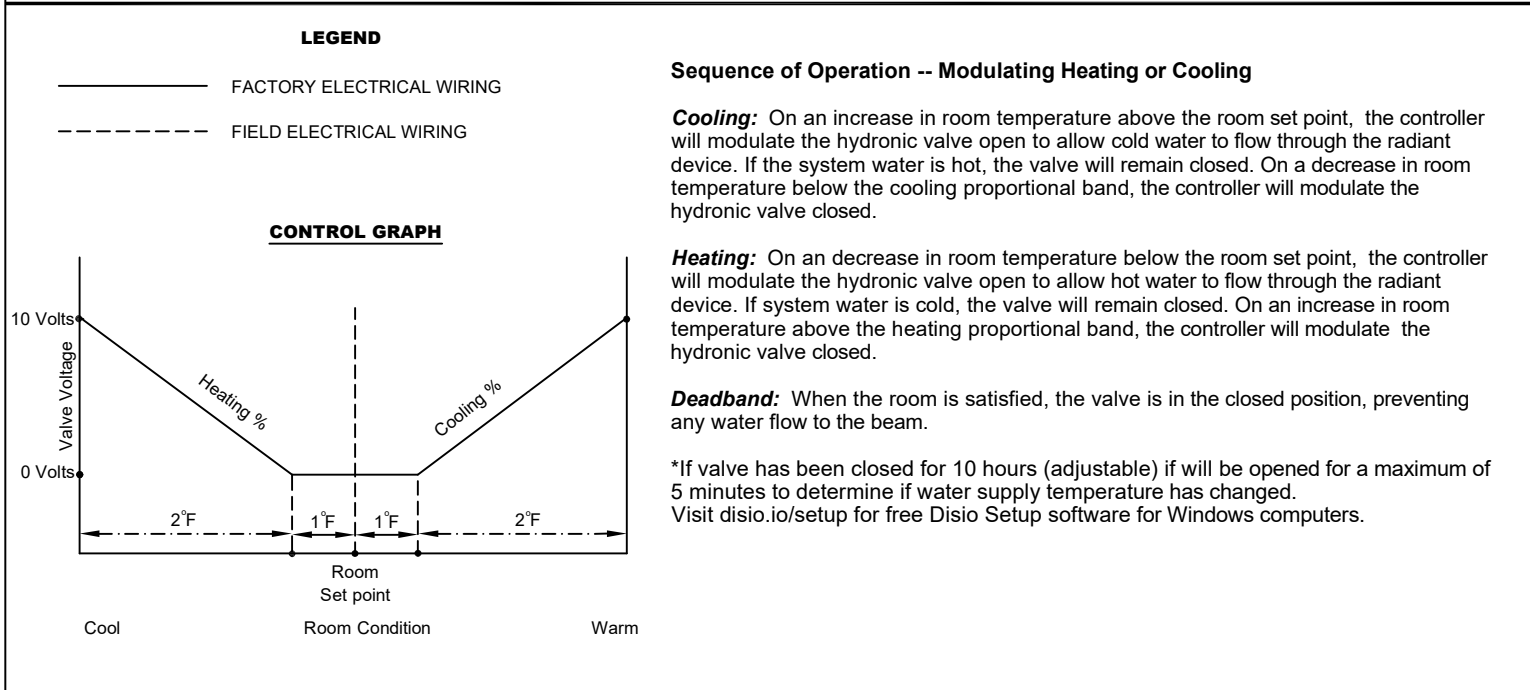 LEGEND
FACTORY ELECTRICAL WIRING
FIELD ELECTRICAL WIRING
CONTROL GRAPH
10 Volts
Valve Voltage
0 Volts
Heating %
Cooling %
2°F
1°F
1°F
2°F
Room
Set point
Cool
Room Condition
Warm
Sequence of Operation -- Modulating Heating or Cooling
Cooling: On an increase in room temperature above the room set point, the controller
will modulate the hydronic valve open to allow cold water to flow through the radiant
device. If the system water is hot, the valve will remain closed. On a decrease in room
temperature below the cooling proportional band, the controller will modulate the
hydronic valve closed.
Heating: On an decrease in room temperature below the room set point, the controller
will modulate the hydronic valve open to allow hot water to flow through the radiant
device. If system water is cold, the valve will remain closed. On an increase in room
temperature above the heating proportional band, the controller will modulate the
hydronic valve closed.
Deadband: When the room is satisfied, the valve is in the closed position, preventing
any water flow to the beam.
*If valve has been closed for 10 hours (adjustable) if will be opened for a maximum of
5 minutes to determine if water supply temperature has changed.
Visit disio.io/setup for free Disio Setup software for Windows computers.